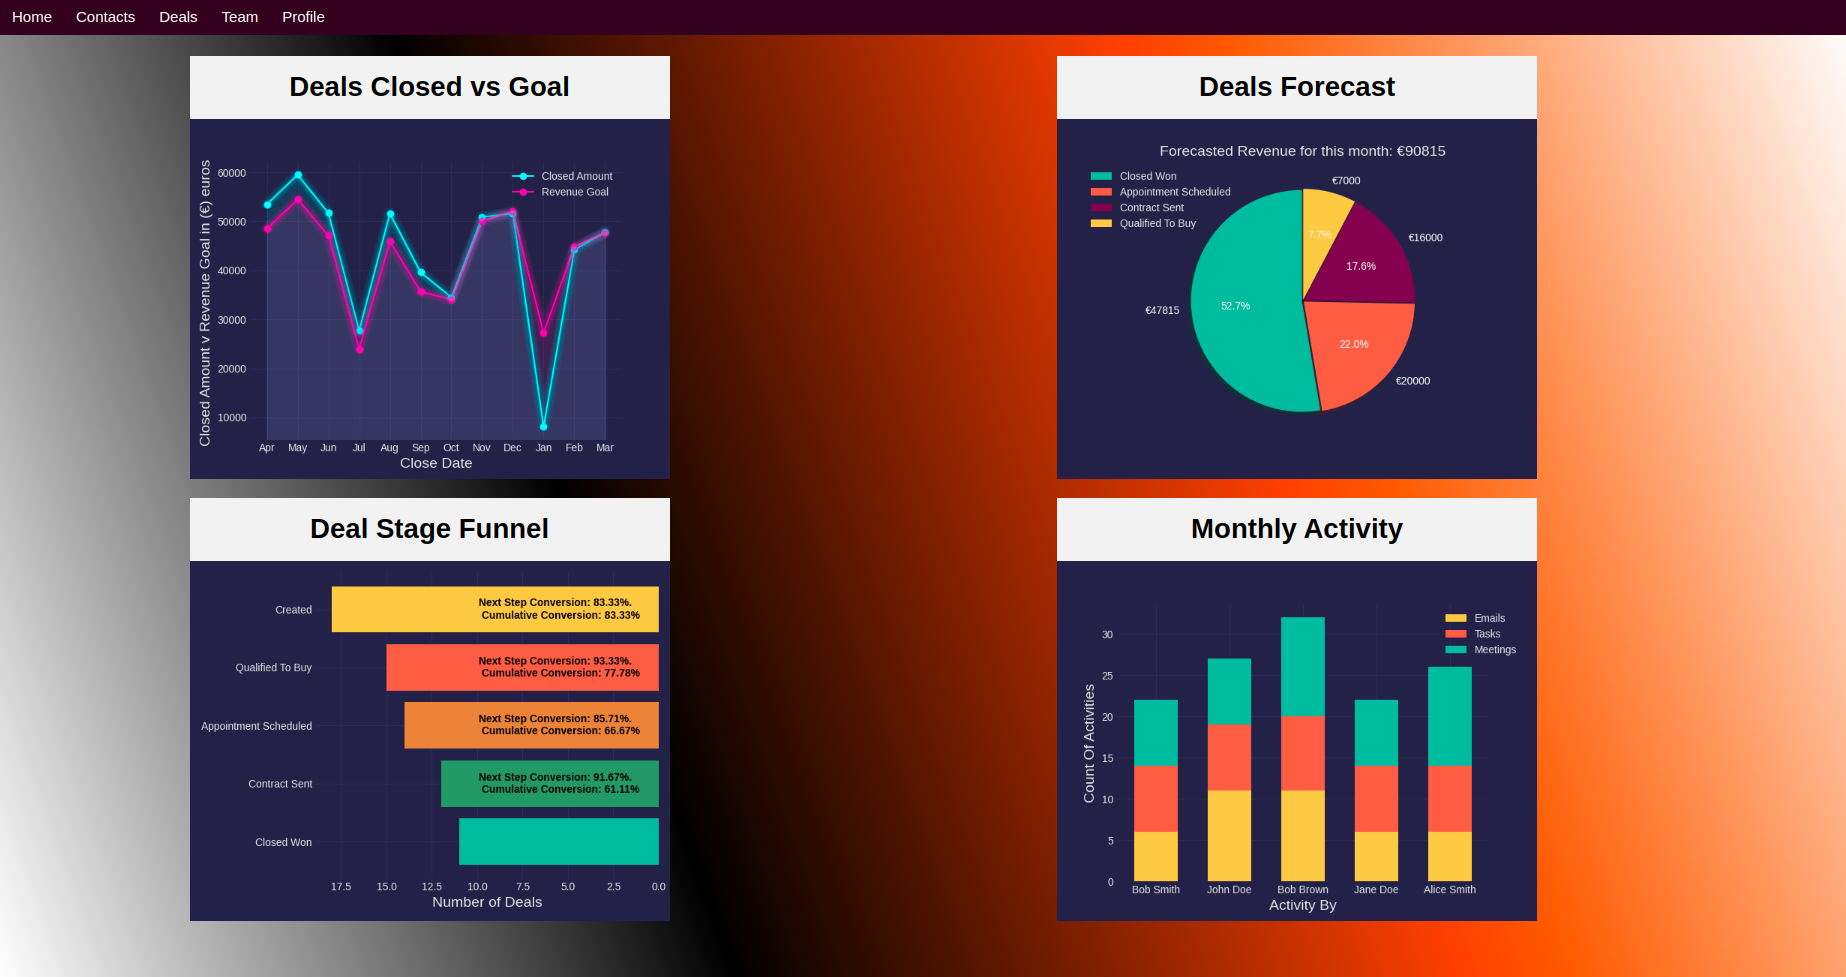 Home Contacts Deals Team Profile
Deals Closed vs Goal
Closed Amount
Revenue Goal
Closed Amount v Revenue Goal in (€) euros
60000
50000
40000
30000
20000
10000
Apr May Jun Jul Aug Sep Oct Nov Dec Jan Feb Mar
Close Date
Deals Forecast
Forecasted Revenue for this month: €90815
Closed Won
Appointment Scheduled
Contract Sent
Qualified To Buy
€7000
7.7%
€16000
17.6%
52.7%
€47815
22.0%
€20000
Deal Stage Funnel
Created
Next Step Conversion: 83.33%.
Cumulative Conversion: 83.33%
Qualified To Buy
Next Step Conversion: 93.33%.
Cumulative Conversion: 77.78%
Appointment Scheduled
Next Step Conversion: 85.71%.
Cumulative Conversion: 66.67%
Contract Sent
Next Step Conversion: 91.67%.
Cumulative Conversion: 61.11%
Closed Won
17.5 15.0 12.5 10.0 7.5 5.0 2.5 0.0
Number of Deals
Monthly Activity
Emails
Tasks
Meetings
Count Of Activities
30
25
20
15
10
5
0
Bob Smith John Doe Bob Brown Jane Doe Alice Smith
Activity By